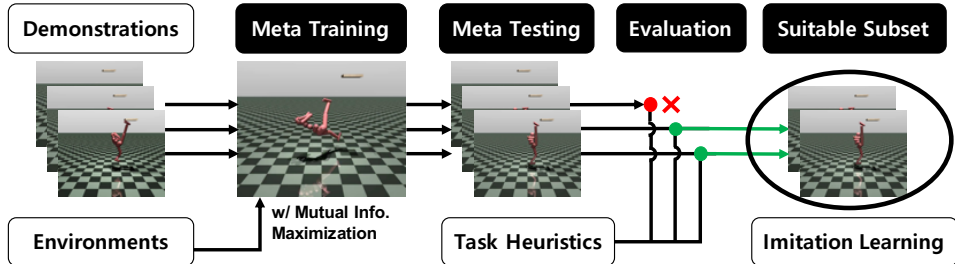 Demonstrations
Meta Training
Meta Testing
Evaluation
Suitable Subset
w/ Mutual Info.
Maximization
Environments
Task Heuristics
Imitation Learning